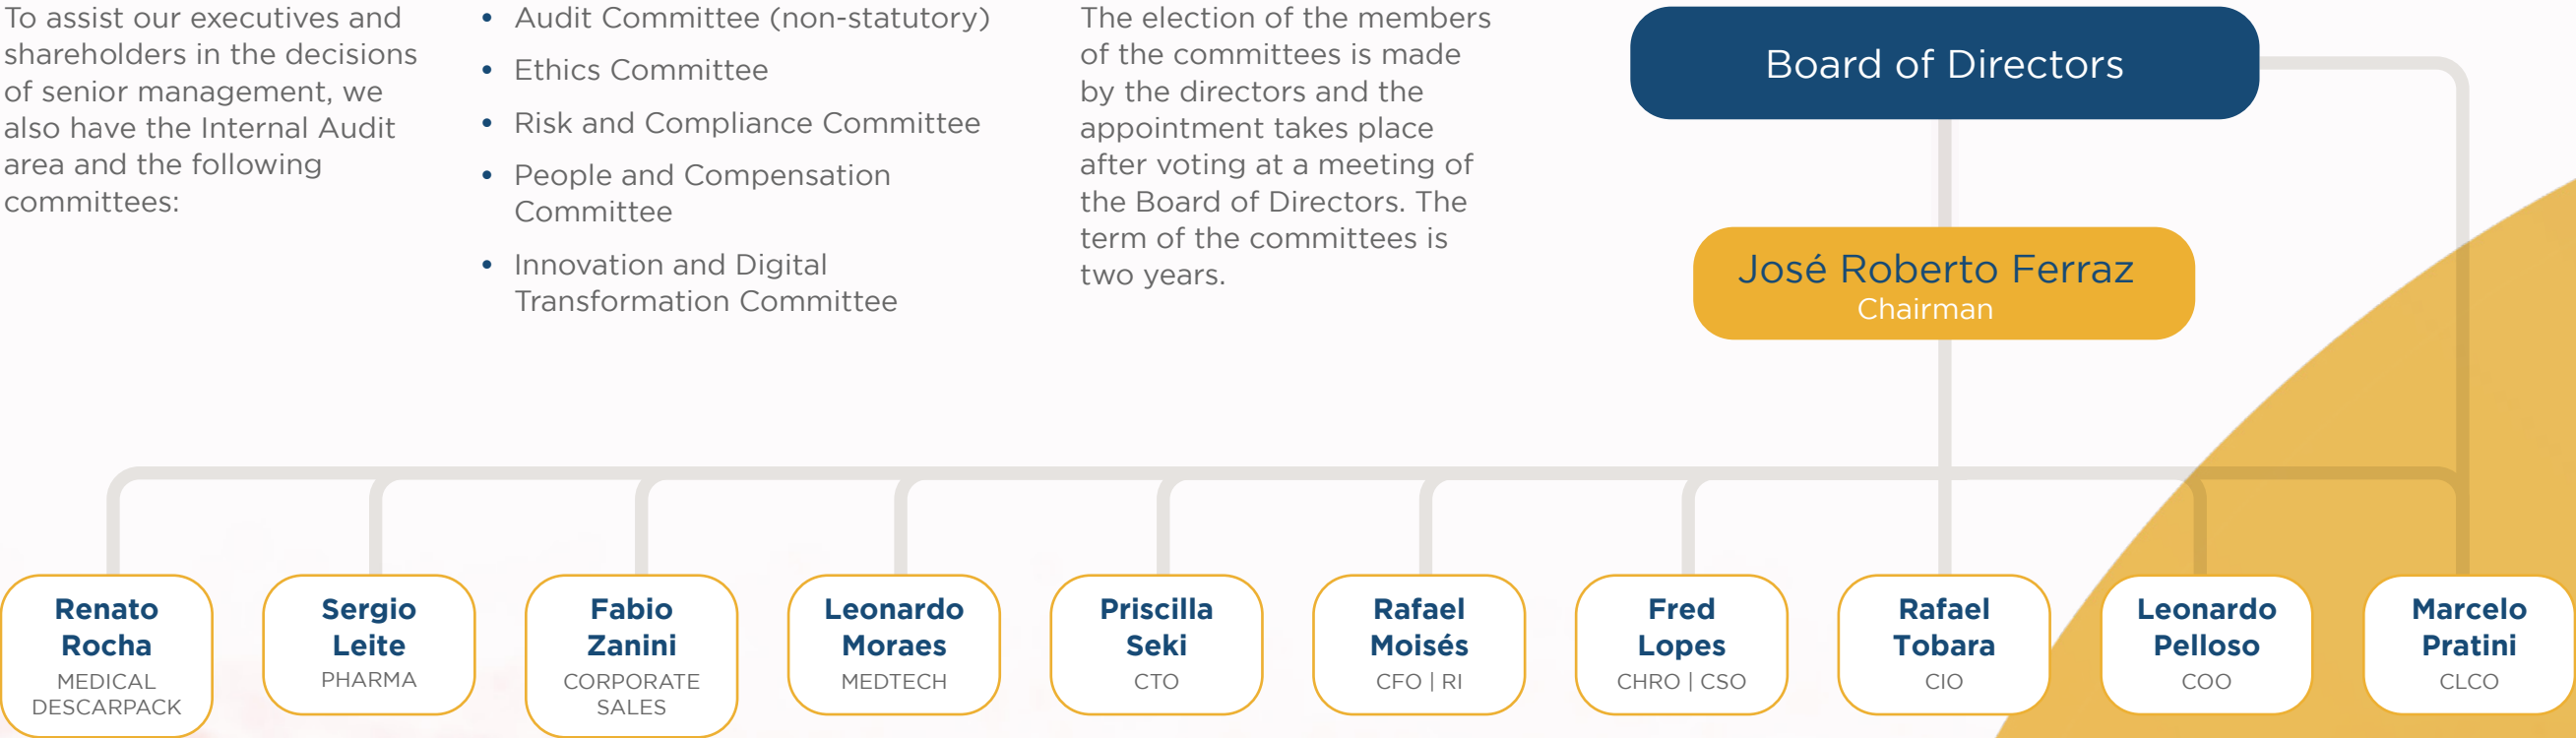 To assist our executives and
shareholders in the decisions
of senior management, we
also have the Internal Audit
area and the following
committees:
• Audit Committee (non-statutory)
• Ethics Committee
• Risk and Compliance Committee
• People and Compensation
Committee
• Innovation and Digital
Transformation Committee
The election of the members
of the committees is made
by the directors and the
appointment takes place
after voting at a meeting of
the Board of Directors. The
term of the committees is
two years.
Board of Directors
José Roberto Ferraz
Chairman
Renato
Rocha
MEDICAL
DESCARPACK
Sergio
Leite
PHARMA
Fabio
Zanini
CORPORATE
SALES
Leonardo
Moraes
MEDTECH
Priscilla
Seki
CTO
Rafael
Moisés
CFO | RI
Fred
Lopes
CHRO | CSO
Rafael
Tobara
CIO
Leonardo
Pelloso
COO
Marcelo
Pratini
CLCO